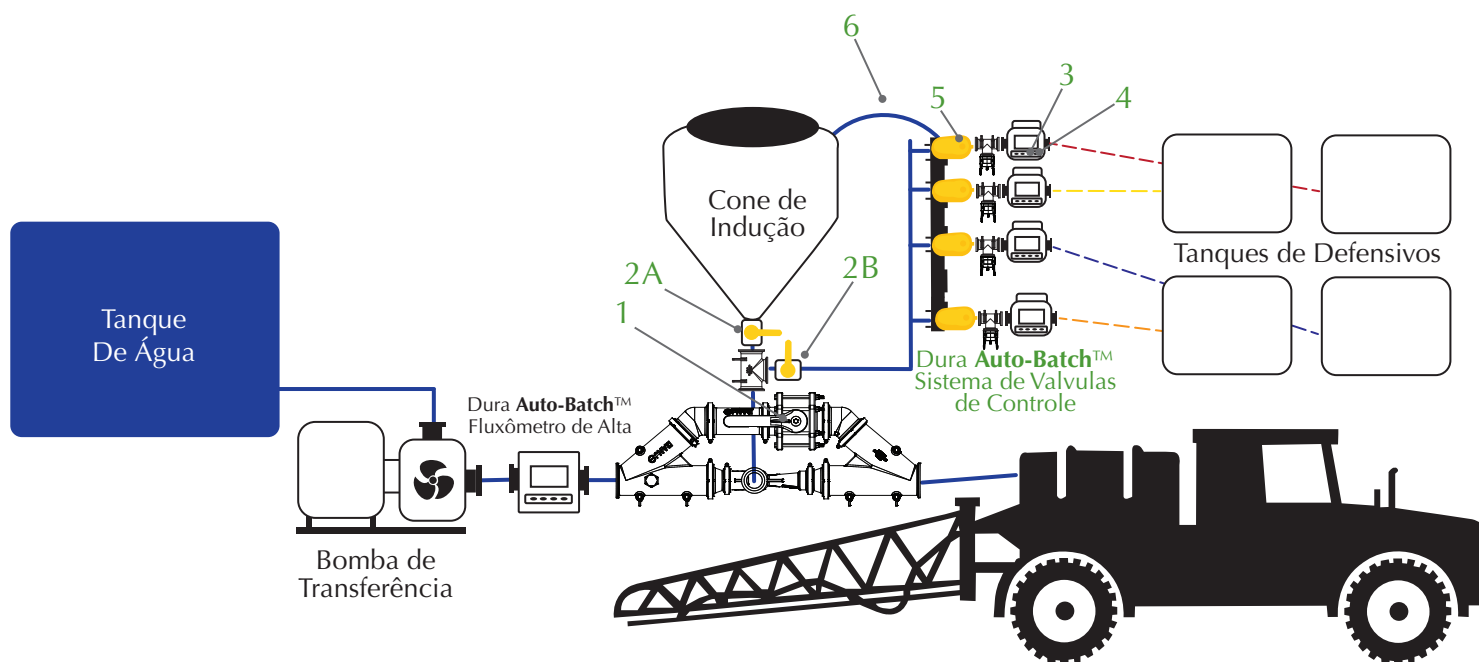 6
3
5
4
Cone de
Indução
2A
2B
1
Tanques de Defensivos
Tanque
De Água
Dura Auto-Batch™
Sistema de Valvulas
de Controle
Dura Auto-Batch™
Fluxômetro de Alta
Bomba de
Transferência